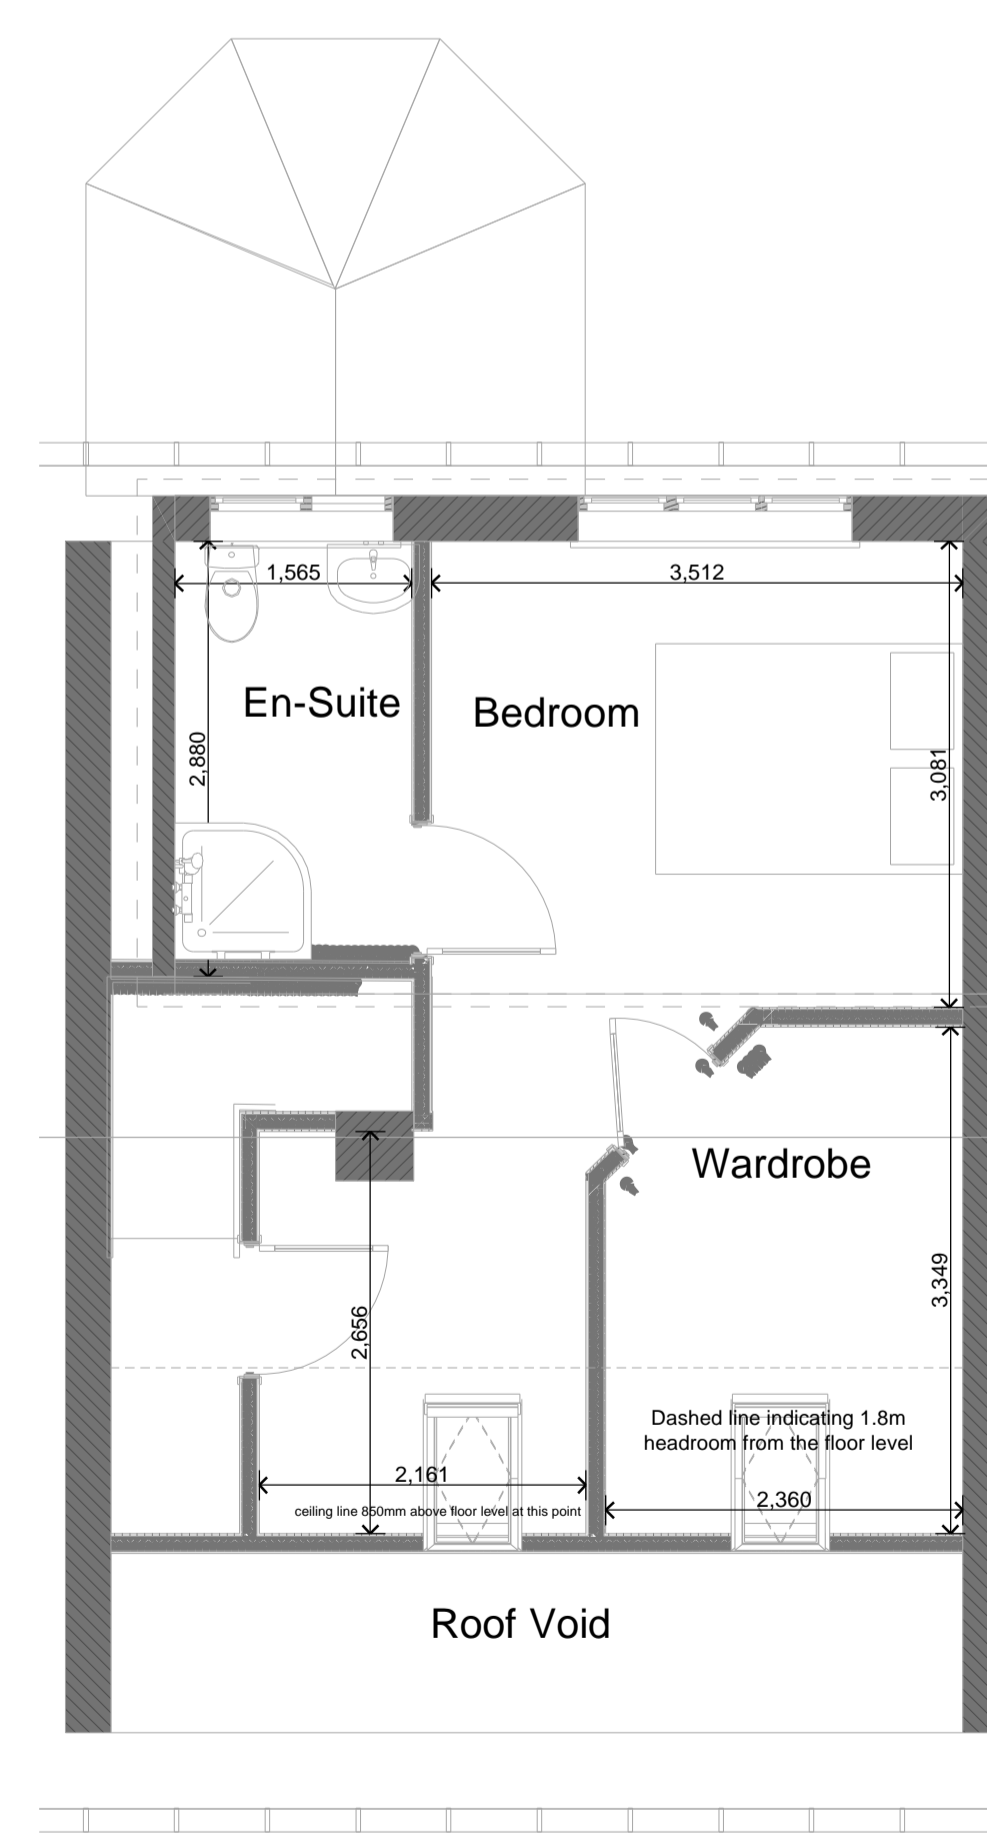 1,565
3,512
En-Suite
Bedroom
2,880
3,081
Wardrobe
2,656
3,349
Dashed line indicating 1.8m
headroom from the floor level
2,161
2,360
ceiling line 850mm above floor level at this point
Roof Void